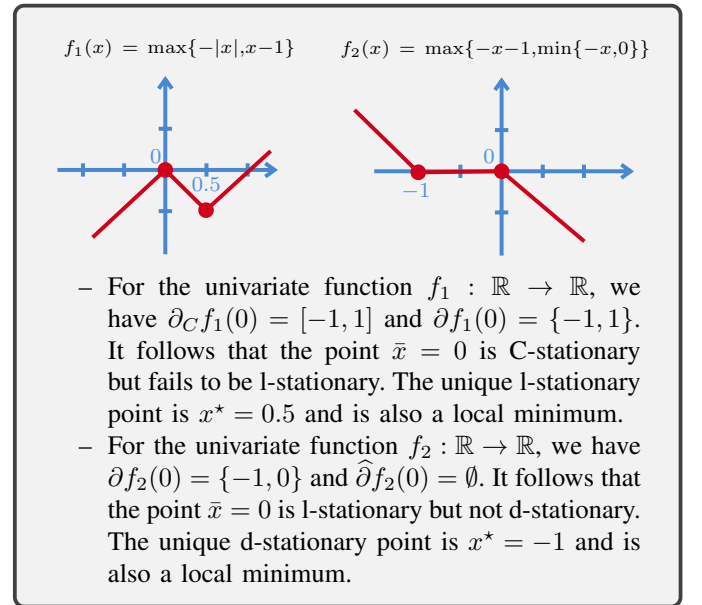 f₁(x) = max{−|x|,x−1}
f₂(x) = max{−x−1,min{−x,0}}
0
0.5
0
−1
– For the univariate function f₁ : ℝ → ℝ, we
have ∂_C f₁(0) = [−1, 1] and ∂f₁(0) = {−1, 1}.
It follows that the point x̄ = 0 is C-stationary
but fails to be l-stationary. The unique l-stationary
point is x⋆ = 0.5 and is also a local minimum.
– For the univariate function f₂ : ℝ → ℝ, we have
∂f₂(0) = {−1, 0} and ∂̂f₂(0) = ∅. It follows that
the point x̄ = 0 is l-stationary but not d-stationary.
The unique d-stationary point is x⋆ = −1 and is
also a local minimum.